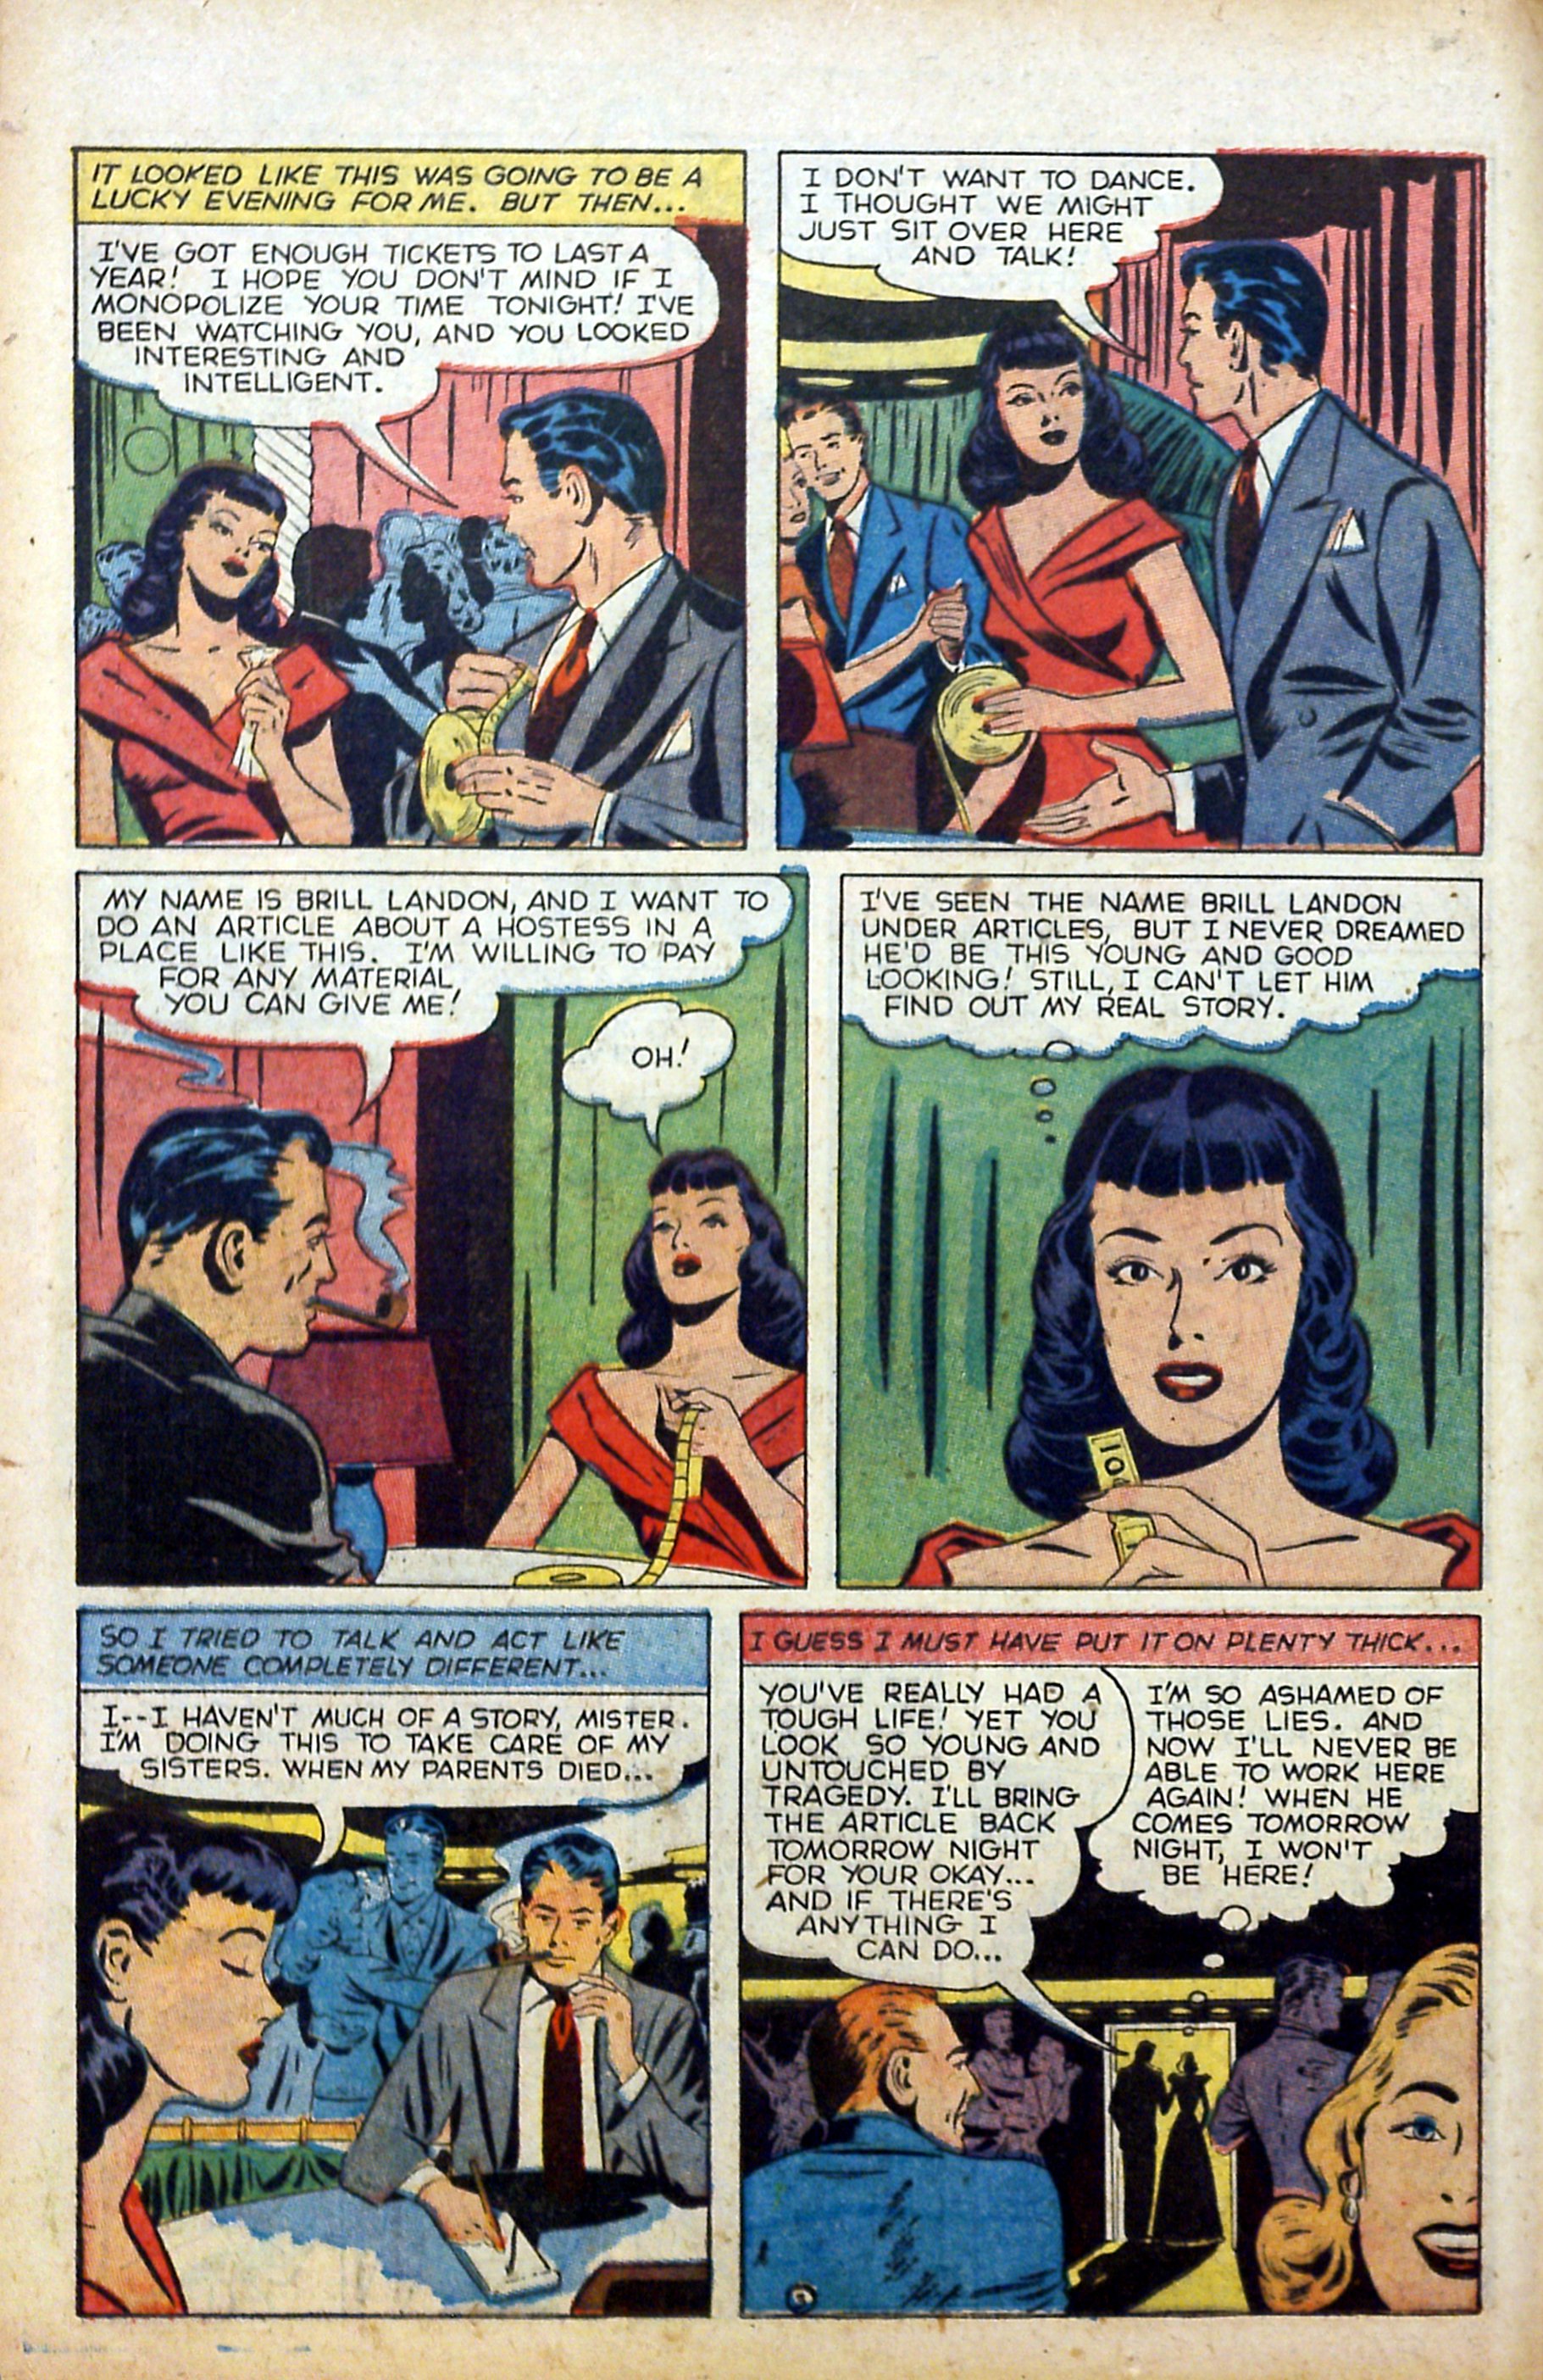 IT LOOKED LIKE THIS WAS GOING TO BE A
LUCKY EVENING FOR ME. BUT THEN...
I'VE GOT ENOUGH TICKETS TO LAST A
YEAR! I HOPE YOU DON'T MIND IF I
MONOPOLIZE YOUR TIME TONIGHT! I'VE
BEEN WATCHING YOU, AND YOU LOOKED
INTERESTING AND
INTELLIGENT.
I DON'T WANT TO DANCE.
I THOUGHT WE MIGHT
JUST SIT OVER HERE
AND TALK!
MY NAME IS BRILL LANDON, AND I WANT TO
DO AN ARTICLE ABOUT A HOSTESS IN A
PLACE LIKE THIS. I'M WILLING TO PAY
FOR ANY MATERIAL
YOU CAN GIVE ME!
OH!
I'VE SEEN THE NAME BRILL LANDON
UNDER ARTICLES, BUT I NEVER DREAMED
HE'D BE THIS YOUNG AND GOOD
LOOKING! STILL, I CAN'T LET HIM
FIND OUT MY REAL STORY.
10¢
SO I TRIED TO TALK AND ACT LIKE
SOMEONE COMPLETELY DIFFERENT...
I--I HAVEN'T MUCH OF A STORY, MISTER.
I'M DOING THIS TO TAKE CARE OF MY
SISTERS. WHEN MY PARENTS DIED...
I GUESS I MUST HAVE PUT IT ON PLENTY THICK...
YOU'VE REALLY HAD A
TOUGH LIFE! YET YOU
LOOK SO YOUNG AND
UNTOUCHED BY
TRAGEDY. I'LL BRING
THE ARTICLE BACK
TOMORROW NIGHT
FOR YOUR OKAY...
AND IF THERE'S
ANYTHING I
CAN DO...
I'M SO ASHAMED OF
THOSE LIES. AND
NOW I'LL NEVER BE
ABLE TO WORK HERE
AGAIN! WHEN HE
COMES TOMORROW
NIGHT, I WON'T
BE HERE!